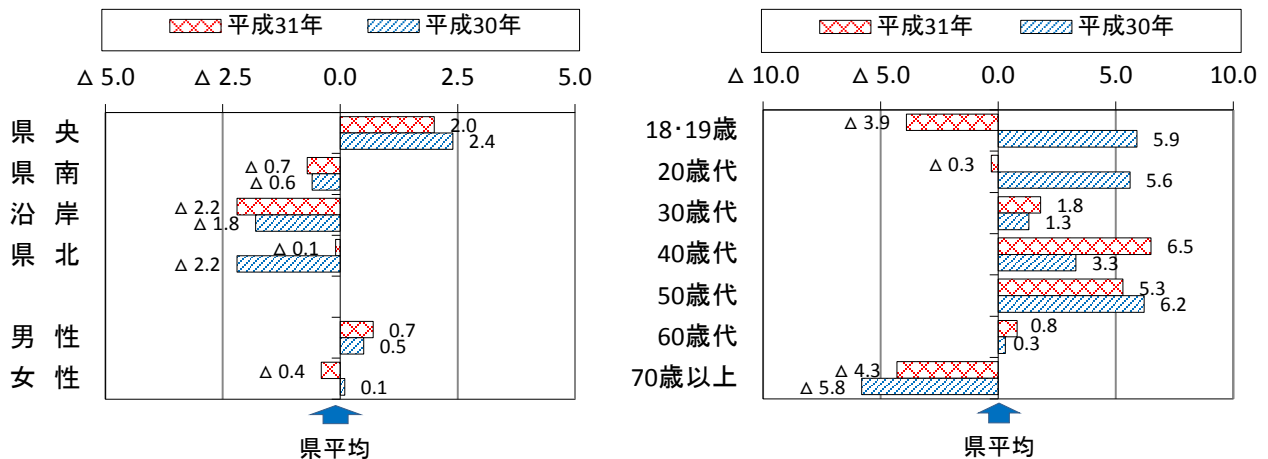 平成31年 平成30年
△ 5.0 △ 2.5 0.0 2.5 5.0
県 央 2.0
2.4
県 南 △ 0.7
△ 0.6
沿 岸 △ 2.2
△ 1.8
県 北 △ 0.1
△ 2.2
男 性 0.7
0.5
女 性 △ 0.4
0.1
県平均
平成31年 平成30年
△ 10.0 △ 5.0 0.0 5.0 10.0
18･19歳 △ 3.9
5.9
20歳代 △ 0.3
5.6
30歳代 1.8
1.3
40歳代 6.5
3.3
50歳代 5.3
6.2
60歳代 0.8
0.3
70歳以上 △ 4.3
△ 5.8
県平均